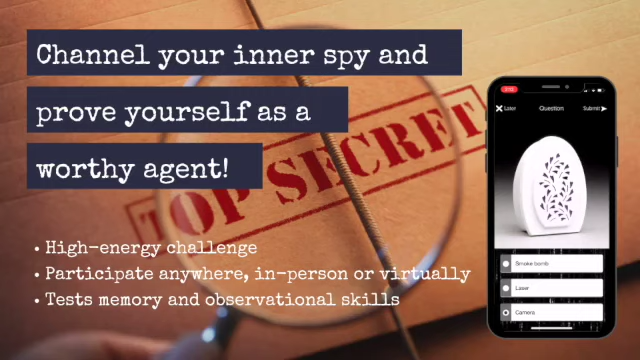 Channel your inner spy and
prove yourself as a
worthy agent!
TOP SECRET
• High-energy challenge
• Participate anywhere, in-person or virtually
• Tests memory and observational skills
Later Question Submit
Smoke bomb
Laser
Camera